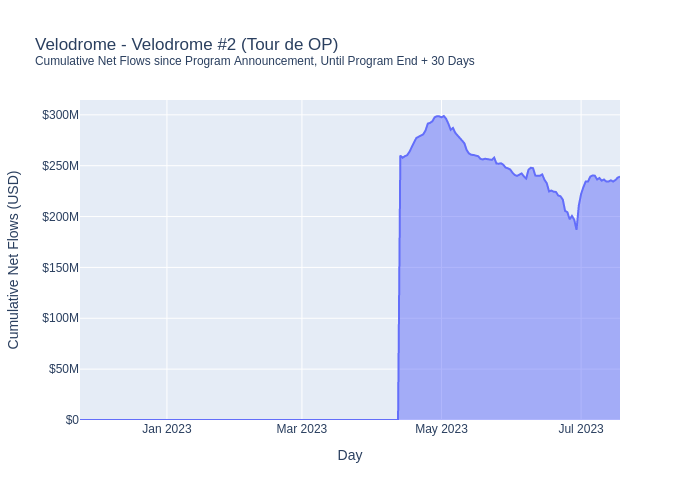 Velodrome - Velodrome #2 (Tour de OP)
Cumulative Net Flows since Program Announcement, Until Program End + 30 Days
Cumulative Net Flows (USD)
$300M
$250M
$200M
$150M
$100M
$50M
$0
Jan 2023
Mar 2023
May 2023
Jul 2023
Day